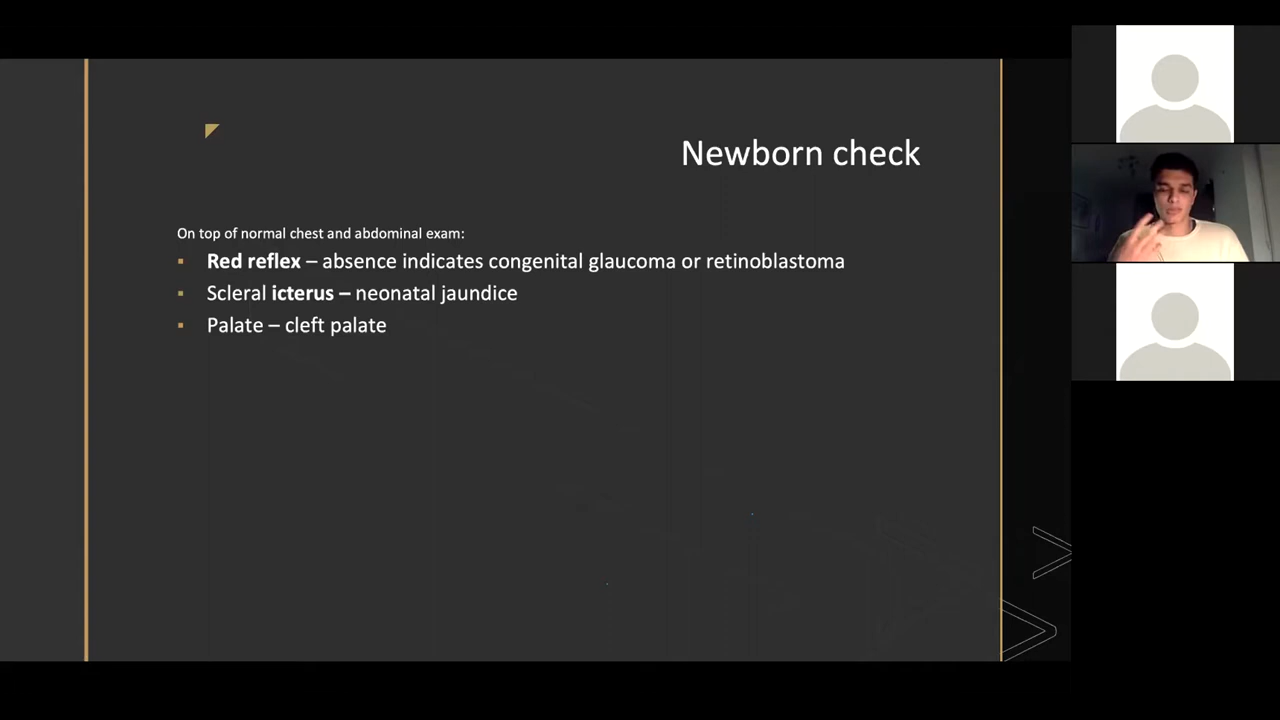 Newborn check
On top of normal chest and abdominal exam:
▪ Red reflex – absence indicates congenital glaucoma or retinoblastoma
▪ Scleral icterus – neonatal jaundice
▪ Palate – cleft palate